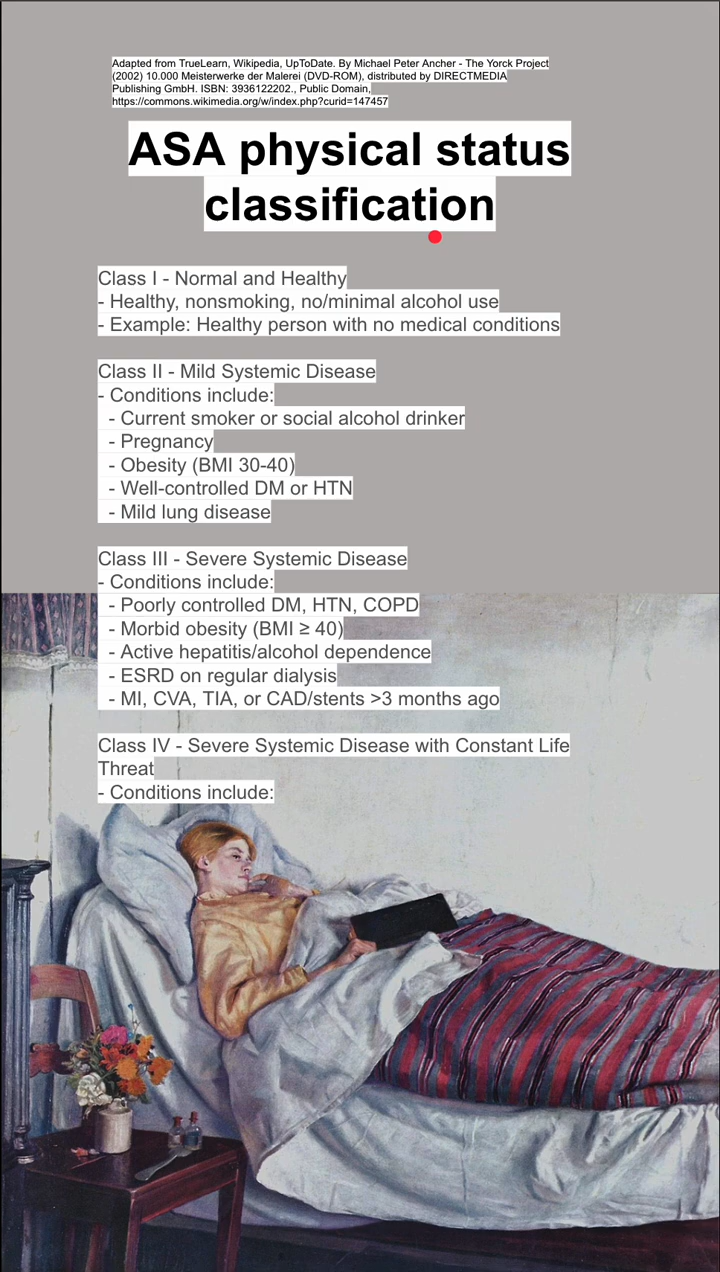 Adapted from TrueLearn, Wikipedia, UpToDate. By Michael Peter Ancher - The Yorck Project
(2002) 10.000 Meisterwerke der Malerei (DVD-ROM), distributed by DIRECTMEDIA
Publishing GmbH. ISBN: 3936122202., Public Domain,
https://commons.wikimedia.org/w/index.php?curid=147457
ASA physical status
classification
Class I - Normal and Healthy
- Healthy, nonsmoking, no/minimal alcohol use
- Example: Healthy person with no medical conditions
Class II - Mild Systemic Disease
- Conditions include:
- Current smoker or social alcohol drinker
- Pregnancy
- Obesity (BMI 30-40)
- Well-controlled DM or HTN
- Mild lung disease
Class III - Severe Systemic Disease
- Conditions include:
- Poorly controlled DM, HTN, COPD
- Morbid obesity (BMI ≥ 40)
- Active hepatitis/alcohol dependence
- ESRD on regular dialysis
- MI, CVA, TIA, or CAD/stents >3 months ago
Class IV - Severe Systemic Disease with Constant Life
Threat
- Conditions include: